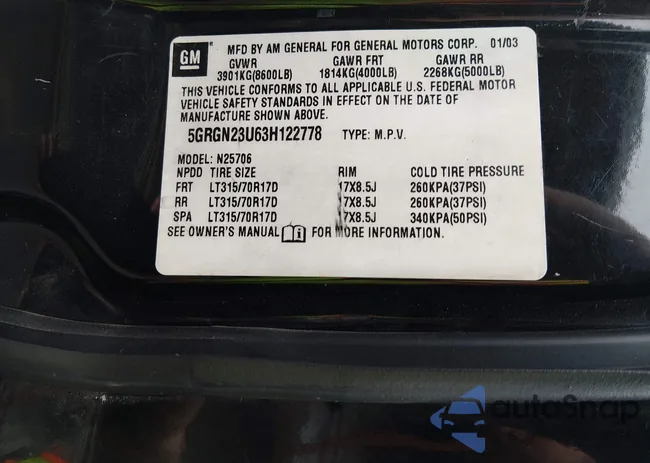 GM
MFD BY AM GENERAL FOR GENERAL MOTORS CORP. 01/03
GVWR GAWR FRT GAWR RR
3901KG(8600LB) 1814KG(4000LB) 2268KG(5000LB)
THIS VEHICLE CONFORMS TO ALL APPLICABLE U.S. FEDERAL MOTOR
VEHICLE SAFETY STANDARDS IN EFFECT ON THE DATE OF
MANUFACTURE SHOWN ABOVE.
5GRGN23U63H122778 TYPE: M.P.V.
MODEL: N25706
NPDD TIRE SIZE RIM COLD TIRE PRESSURE
FRT LT315/70R17D 17X8.5J 260KPA(37PSI)
RR LT315/70R17D 17X8.5J 260KPA(37PSI)
SPA LT315/70R17D 17X8.5J 340KPA(50PSI)
SEE OWNER'S MANUAL FOR MORE INFORMATION.
autoSnap